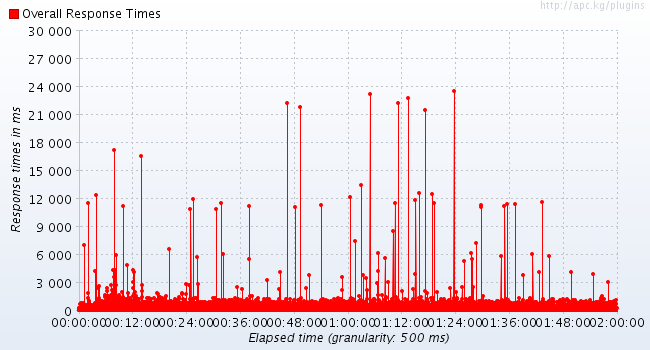 http://apc.kg/plugins
Overall Response Times
30 000
27 000
24 000
21 000
18 000
15 000
12 000
9 000
6 000
3 000
0
Response times in ms
00:00:00 00:12:00 00:24:00 00:36:00 00:48:00 01:00:00 01:12:00 01:24:00 01:36:00 01:48:00 02:00:00
Elapsed time (granularity: 500 ms)